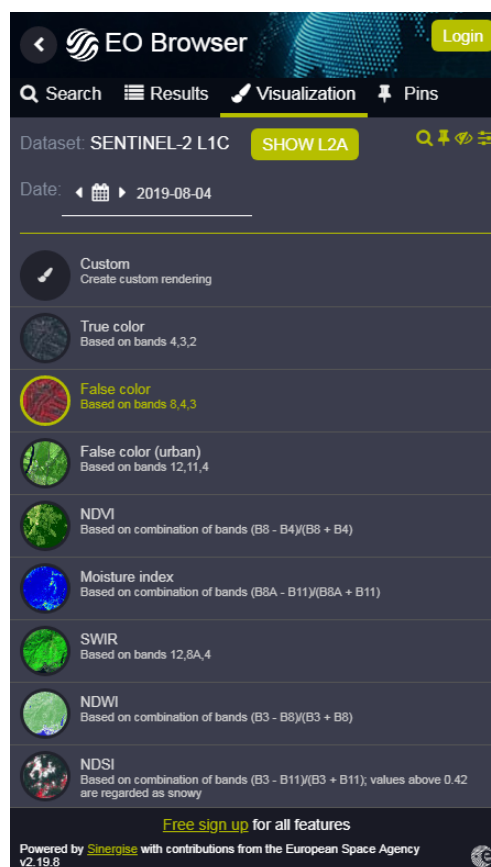 EO Browser
Login
Search Results Visualization Pins
Dataset: SENTINEL-2 L1C SHOW L2A
Date: 2019-08-04
Custom
Create custom rendering
True color
Based on bands 4,3,2
False color
Based on bands 8,4,3
False color (urban)
Based on bands 12,11,4
NDVI
Based on combination of bands (B8 - B4)/(B8 + B4)
Moisture index
Based on combination of bands (B8A - B11)/(B8A + B11)
SWIR
Based on bands 12,8A,4
NDWI
Based on combination of bands (B3 - B8)/(B3 + B8)
NDSI
Based on combination of bands (B3 - B11)/(B3 + B11); values above 0.42
are regarded as snowy
Free sign up for all features
Powered by Sinergise with contributions from the European Space Agency
v2.19.8